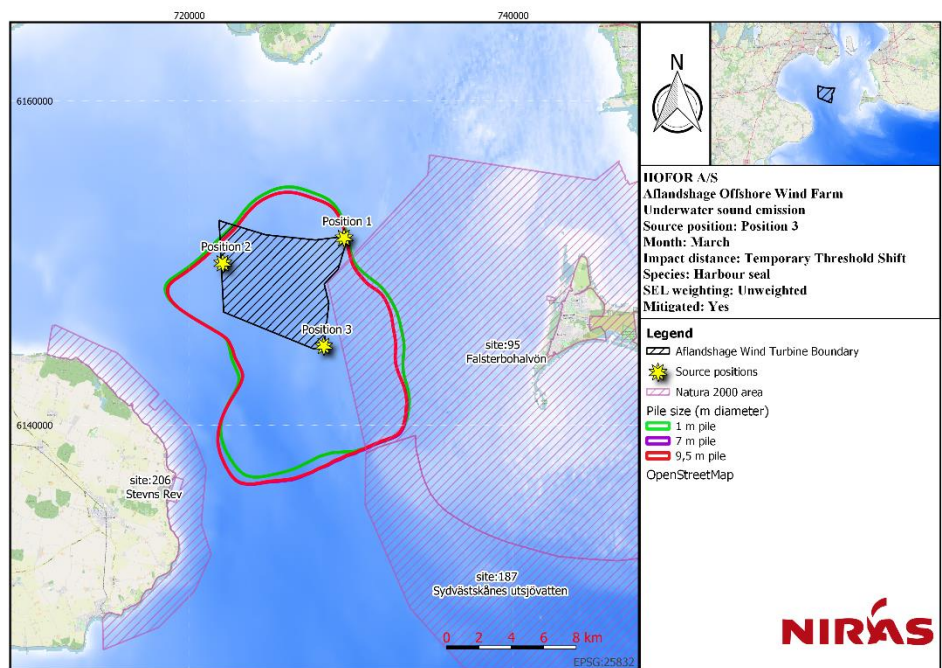 720000
740000
6160000
6140000
Position 1
Position 2
Position 3
site:95
Falsterbohalvön
site:206
Stevns Rev
site:187
Sydvästskånes utsjövatten
0 2 4 6 8 km
EPSG:25832
N
HOFOR A/S
Aflandshage Offshore Wind Farm
Underwater sound emission
Source position: Position 3
Month: March
Impact distance: Temporary Threshold Shift
Species: Harbour seal
SEL weighting: Unweighted
Mitigated: Yes
Legend
Aflandshage Wind Turbine Boundary
Source positions
Natura 2000 area
Pile size (m diameter)
1 m pile
7 m pile
9,5 m pile
OpenStreetMap
NIRAS